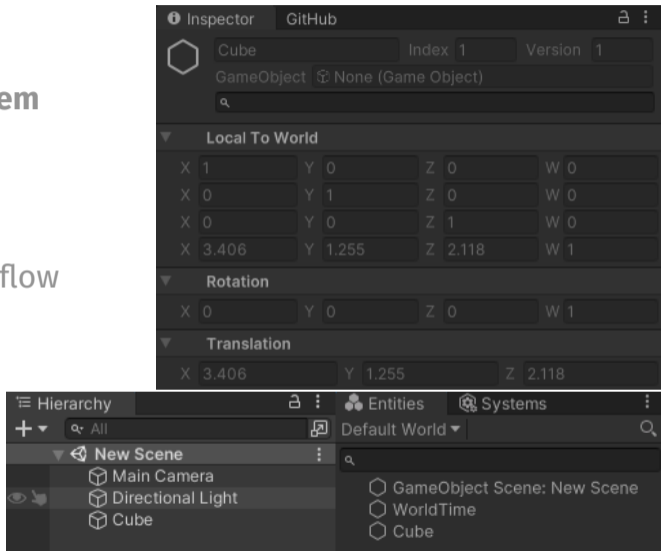 em
flow
Inspector GitHub
Cube Index 1 Version 1
GameObject None (Game Object)
Local To World
X 1 Y 0 Z 0 W 0
X 0 Y 1 Z 0 W 0
X 0 Y 0 Z 1 W 0
X 3.406 Y 1.255 Z 2.118 W 1
Rotation
X 0 Y 0 Z 0 W 1
Translation
X 3.406 Y 1.255 Z 2.118
Hierarchy
All
New Scene
Main Camera
Directional Light
Cube
Entities Systems
Default World
GameObject Scene: New Scene
WorldTime
Cube